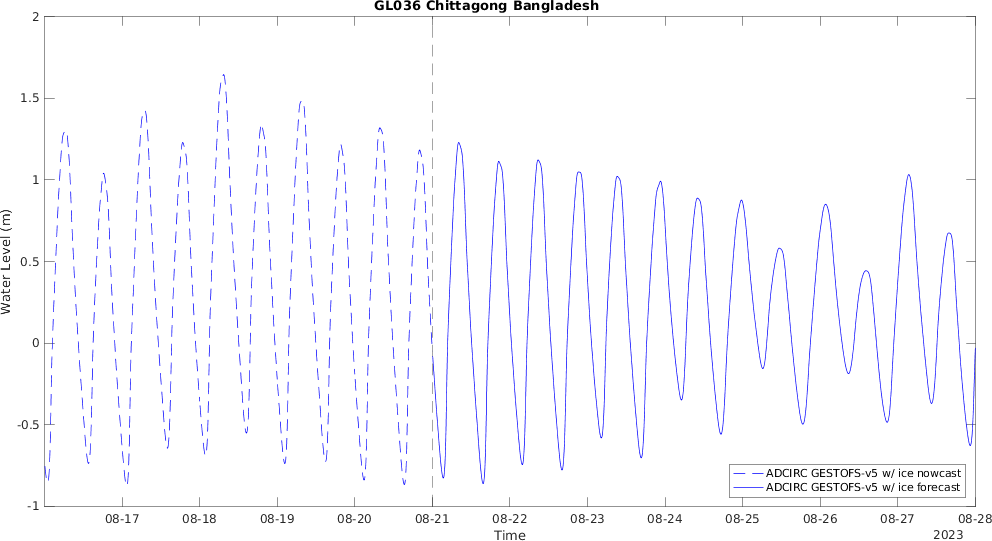 GL036 Chittagong Bangladesh
2
1.5
1
0.5
0
-0.5
-1
Water Level (m)
08-17 08-18 08-19 08-20 08-21 08-22 08-23 08-24 08-25 08-26 08-27 08-28
Time
2023
ADCIRC GESTOFS-v5 w/ ice nowcast
ADCIRC GESTOFS-v5 w/ ice forecast